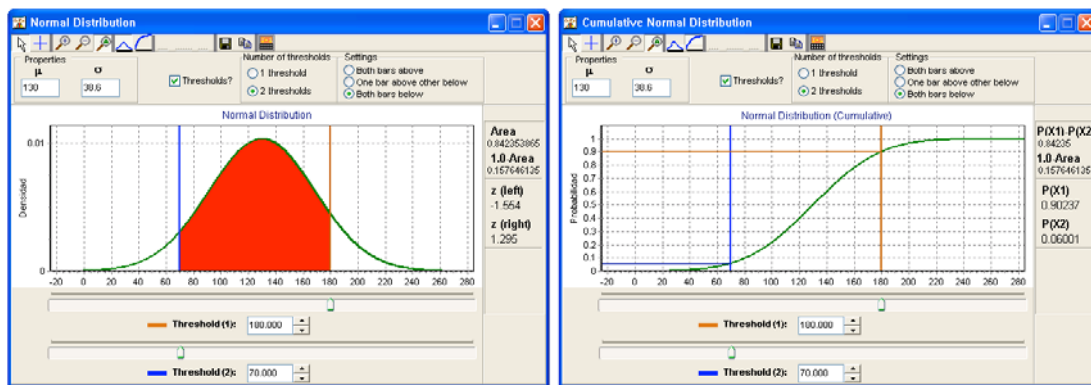 Normal Distribution
Properties
μ σ
130 38.6
Thresholds?
Number of thresholds
1 threshold
2 thresholds
Settings
Both bars above
One bar above other below
Both bars below
Normal Distribution
Densidad
0.01
0
-20 0 20 40 60 80 100 120 140 160 180 200 220 240 260 280
Area
0.842353865
1.0-Area
0.157646135
z (left)
-1.554
z (right)
1.295
Threshold (1): 180.000
Threshold (2): 70.000
Cumulative Normal Distribution
Properties
μ σ
130 38.6
Thresholds?
Number of thresholds
1 threshold
2 thresholds
Settings
Both bars above
One bar above other below
Both bars below
Normal Distribution (Cumulative)
Probabilidad
1
0.9
0.8
0.7
0.6
0.5
0.4
0.3
0.2
0.1
0
-20 0 20 40 60 80 100 120 140 160 180 200 220 240 260 280
P(X1)-P(X2
0.84235
1.0-Area
0.157646135
P(X1)
0.90237
P(X2)
0.06001
Threshold (1): 180.000
Threshold (2): 70.000